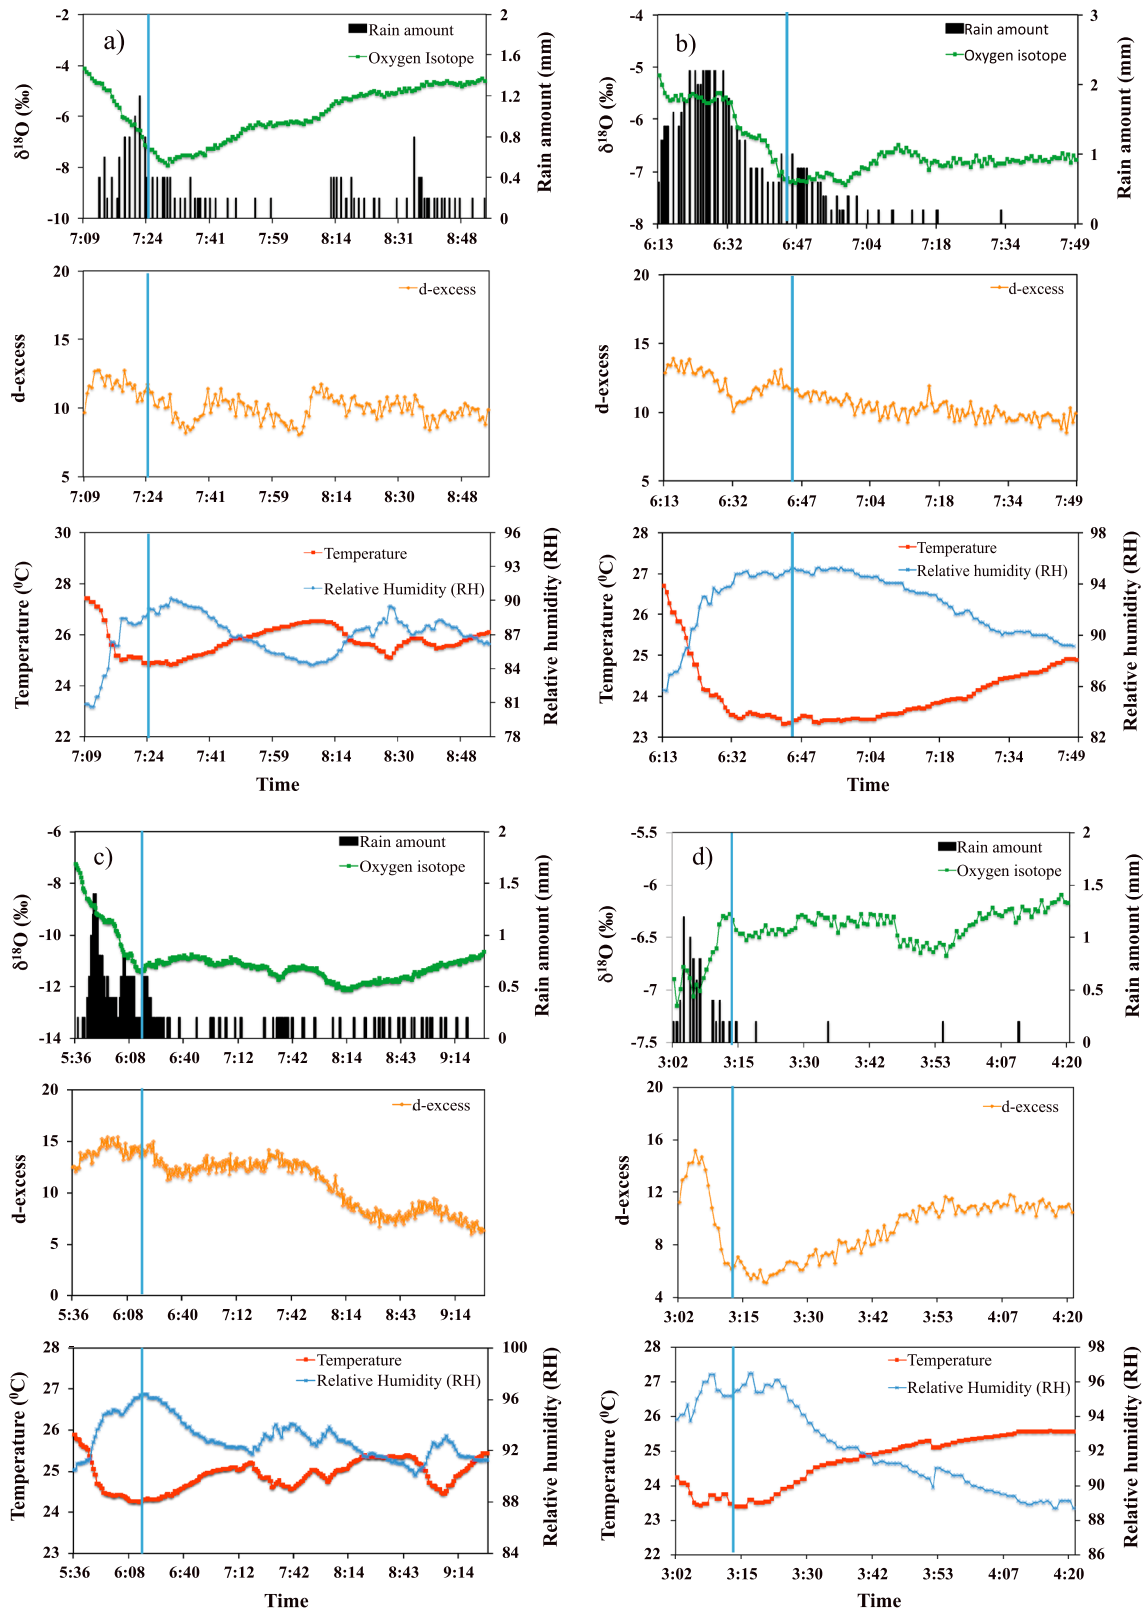 a)
Rain amount
Oxygen Isotope
δ¹⁸O (‰)
Rain amount (mm)
-2
-4
-6
-8
-10
2
1.6
1.2
0.8
0.4
0
7:09 7:24 7:41 7:59 8:14 8:31 8:48
d-excess
d-excess
20
15
10
5
7:09 7:24 7:41 7:59 8:14 8:30 8:48
Temperature
Relative Humidity (RH)
Temperature (⁰C)
Relative humidity (RH)
30
28
26
24
22
96
93
90
87
84
81
78
7:09 7:24 7:41 7:59 8:14 8:30 8:48
Time
b)
Rain amount
Oxygen isotope
δ¹⁸O (‰)
Rain amount (mm)
-4
-5
-6
-7
-8
3
2
1
0
6:13 6:32 6:47 7:04 7:18 7:34 7:49
d-excess
d-excess
20
15
10
5
6:13 6:32 6:47 7:04 7:18 7:34 7:49
Temperature
Relative humidity (RH)
Temperature (⁰C)
Relative humidity (RH)
28
27
26
25
24
23
98
94
90
86
82
6:13 6:32 6:47 7:04 7:18 7:34 7:49
Time
c)
Rain amount
Oxygen isotope
δ¹⁸O (‰)
Rain amount (mm)
-6
-8
-10
-12
-14
2
1.5
1
0.5
0
5:36 6:08 6:40 7:12 7:42 8:14 8:43 9:14
d-excess
d-excess
20
15
10
5
0
5:36 6:08 6:40 7:12 7:42 8:14 8:43 9:14
Temperature
Relative Humidity (RH)
Temperature (⁰C)
Relative humidity (RH)
28
27
26
25
24
23
100
96
92
88
84
5:36 6:08 6:40 7:12 7:42 8:14 8:43 9:14
Time
d)
Rain amount
Oxygen isotope
δ¹⁸O (‰)
Rain amount (mm)
-5.5
-6
-6.5
-7
-7.5
2
1.5
1
0.5
0
3:02 3:15 3:30 3:42 3:53 4:07 4:20
d-excess
d-excess
20
16
12
8
4
3:02 3:15 3:30 3:42 3:53 4:07 4:20
Temperature
Relative Humidity (RH)
Temperature (⁰C)
Relative humidity (RH)
28
27
26
25
24
23
22
98
96
94
92
90
88
86
3:02 3:15 3:30 3:42 3:53 4:07 4:20
Time